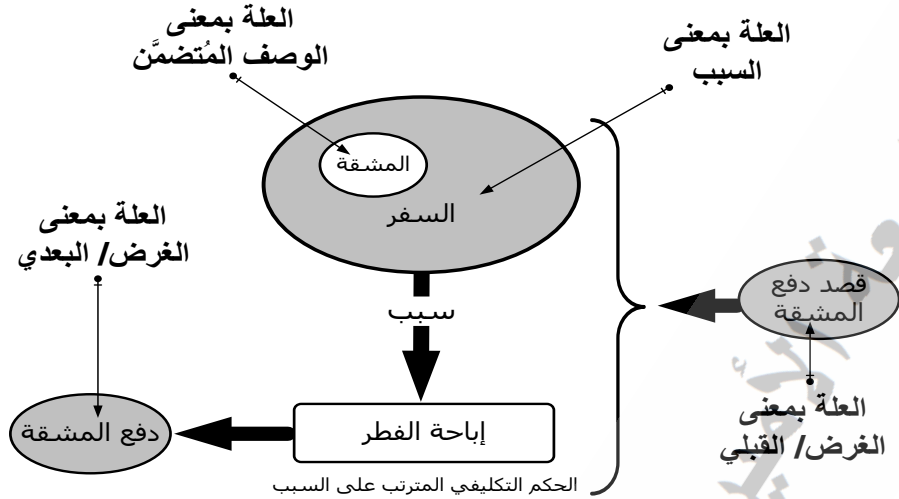 العلة بمعنى
الوصف المُتضمَّن
العلة بمعنى
السبب
المشقة
السفر
العلة بمعنى
الغرض/ البعدي
قصد دفع
المشقة
سبب
العلة بمعنى
الغرض/ القبلي
إباحة الفطر
دفع المشقة
الحكم التكليفي المترتب على السبب